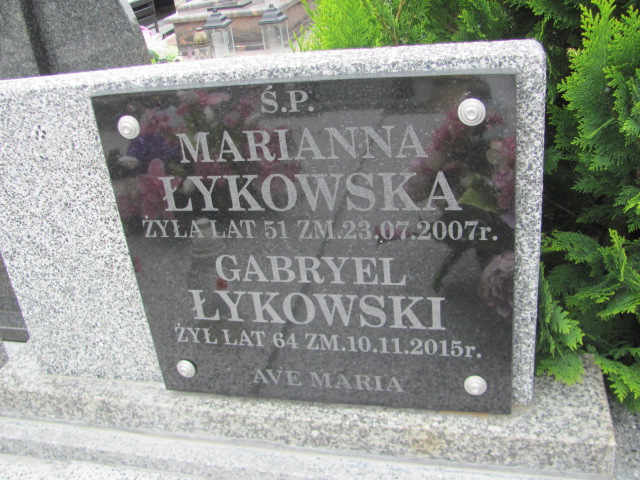 Ś.P.
MARIANNA
ŁYKOWSKA
ŻYŁA LAT 51 ZM.23.07.2007r.
GABRYEL
ŁYKOWSKI
ŻYŁ LAT 64 ZM.10.11.2015r.
AVE MARIA